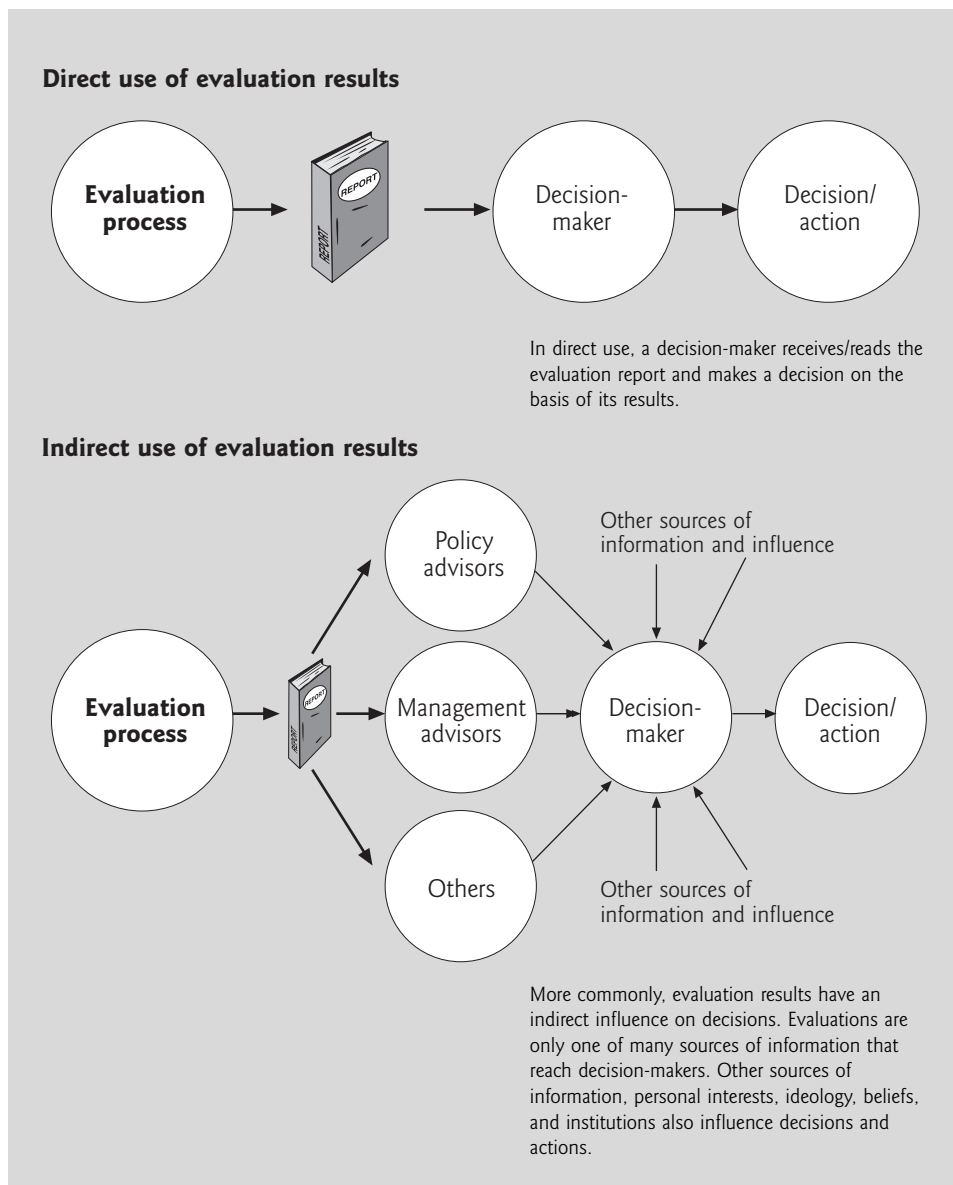 Direct use of evaluation results
Evaluation
process
REPORT
REPORT
Decision-
maker
Decision/
action
In direct use, a decision-maker receives/reads the
evaluation report and makes a decision on the
basis of its results.
Indirect use of evaluation results
Policy
advisors
Other sources of
information and influence
Evaluation
process
REPORT
REPORT
Management
advisors
Decision-
maker
Decision/
action
Others
Other sources of
information and influence
More commonly, evaluation results have an
indirect influence on decisions. Evaluations are
only one of many sources of information that
reach decision-makers. Other sources of
information, personal interests, ideology, beliefs,
and institutions also influence decisions and
actions.